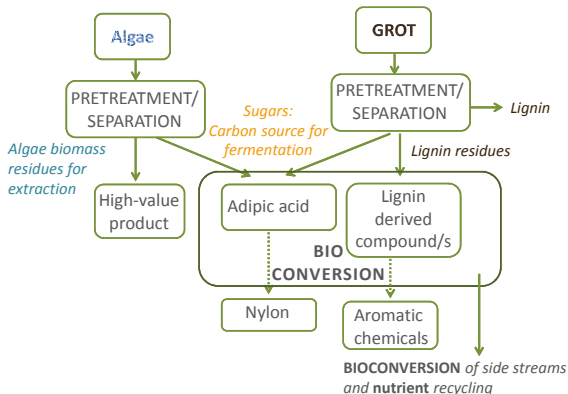 Algae
GROT
PRETREATMENT/
SEPARATION
Sugars:
Carbon source for
fermentation
PRETREATMENT/
SEPARATION
Lignin
Algae biomass
residues for
extraction
Lignin residues
High-value
product
Adipic acid
Lignin
derived
compound/s
BIO
CONVERSION
Nylon
Aromatic
chemicals
BIOCONVERSION of side streams
and nutrient recycling